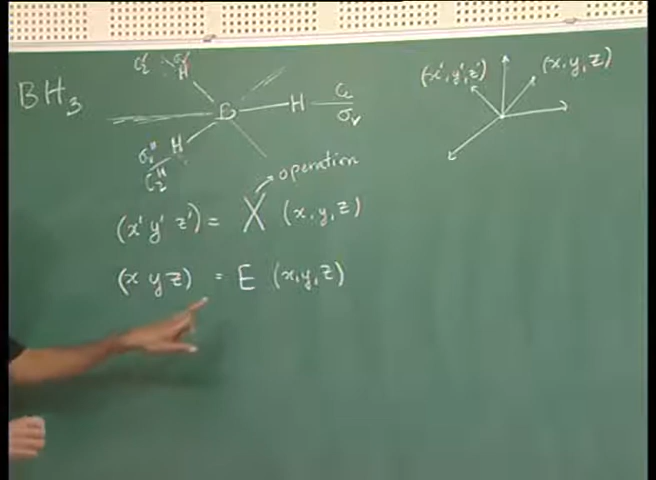 BH₃
C₂' σᵥ'
H
B H C₂
σᵥ
H
σᵥ''
C₂''
(x',y',z') (x,y,z)
operation
(x' y' z') = X (x,y,z)
(x y z) = E (x,y,z)